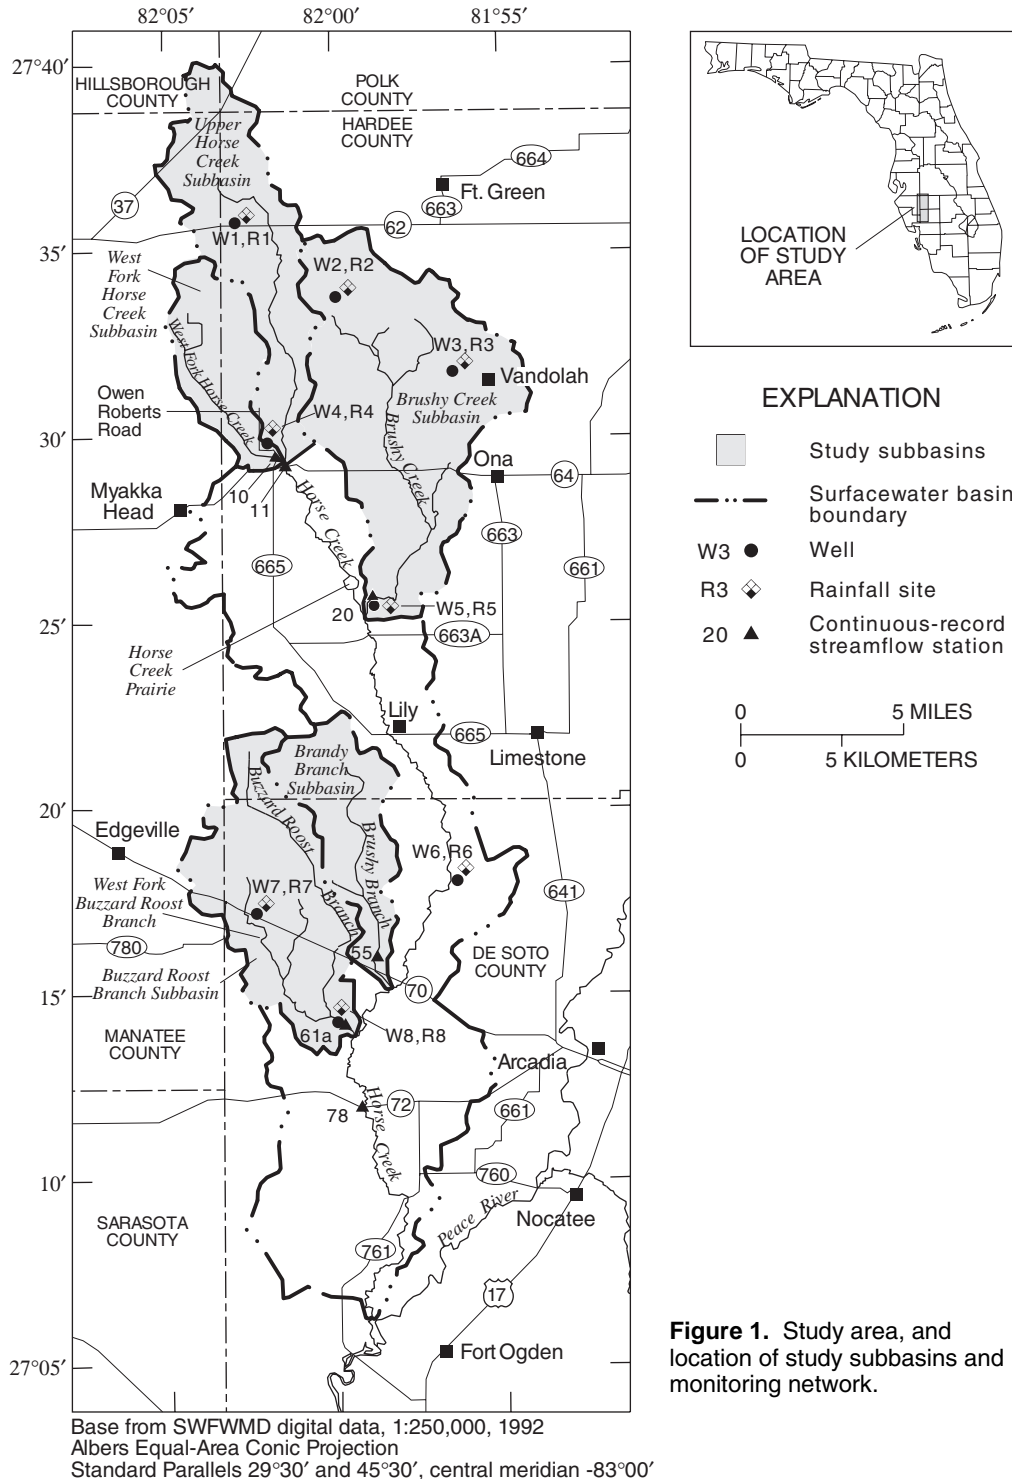 82°05′ 82°00′ 81°55′
27°40′
HILLSBOROUGH
COUNTY
POLK
COUNTY
HARDEE
COUNTY
Upper
Horse
Creek
Subbasin
664
Ft. Green
663
37
62
W1,R1
35′
West
Fork
Horse
Creek
Subbasin
W2,R2
West Fork Horse Creek
W3,R3
Vandolah
Brushy Creek
Subbasin
Brushy Creek
Owen
Roberts
Road
W4,R4
30′
Ona
64
Myakka
Head
10
11
Horse Creek
663
665
661
20
W5,R5
25′
663A
Horse
Creek
Prairie
Lily
665
Limestone
Brandy
Branch
Subbasin
Buzzard Roost
Branch
20′
Edgeville
Brushy Branch
W6,R6
West Fork
Buzzard Roost
Branch
W7,R7
641
780
55
DE SOTO
COUNTY
Buzzard Roost
Branch Subbasin
70
15′
MANATEE
COUNTY
61a
W8,R8
Arcadia
78
72
661
Horse Creek
10′
760
SARASOTA
COUNTY
Peace River
Nocatee
761
17
27°05′
Fort Ogden
Base from SWFWMD digital data, 1:250,000, 1992
Albers Equal-Area Conic Projection
Standard Parallels 29°30′ and 45°30′, central meridian -83°00′
LOCATION
OF STUDY
AREA
EXPLANATION
Study subbasins
Surfacewater basin
boundary
W3 Well
R3 Rainfall site
20 Continuous-record
streamflow station
0 5 MILES
0 5 KILOMETERS
Figure 1. Study area, and
location of study subbasins and
monitoring network.